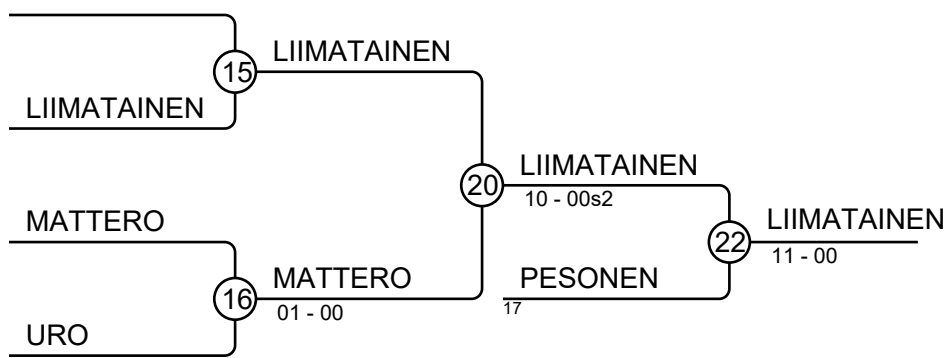 LIIMATAINEN
15
LIIMATAINEN
LIIMATAINEN
20
10 - 00s2
MATTERO
LIIMATAINEN
22
11 - 00
MATTERO
PESONEN
16
01 - 00
17
URO